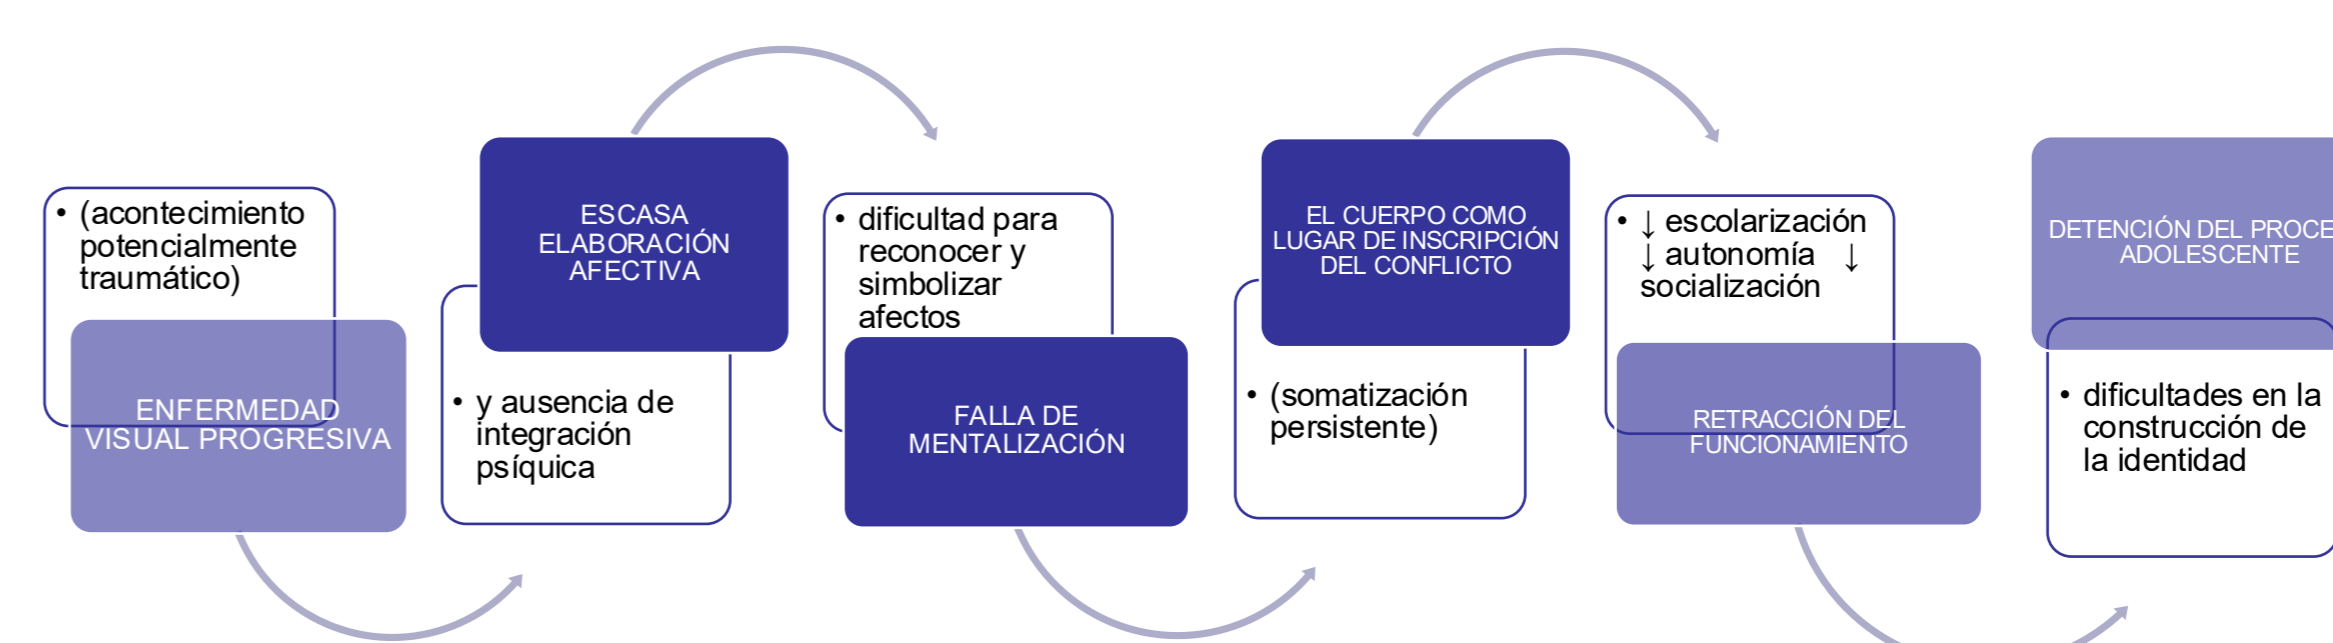 • (acontecimiento
potencialmente
traumático)
ENFERMEDAD
VISUAL PROGRESIVA
ESCASA
ELABORACIÓN
AFECTIVA
• y ausencia de
integración
psíquica
• dificultad para
reconocer y
simbolizar
afectos
FALLA DE
MENTALIZACIÓN
EL CUERPO COMO
LUGAR DE INSCRIPCIÓN
DEL CONFLICTO
• (somatización
persistente)
• ↓ escolarización
↓ autonomía ↓
socialización
RETRACCIÓN DEL
FUNCIONAMIENTO
DETENCIÓN DEL
ADOLESCENTE
• dificultades en la
construcción de
la identidad